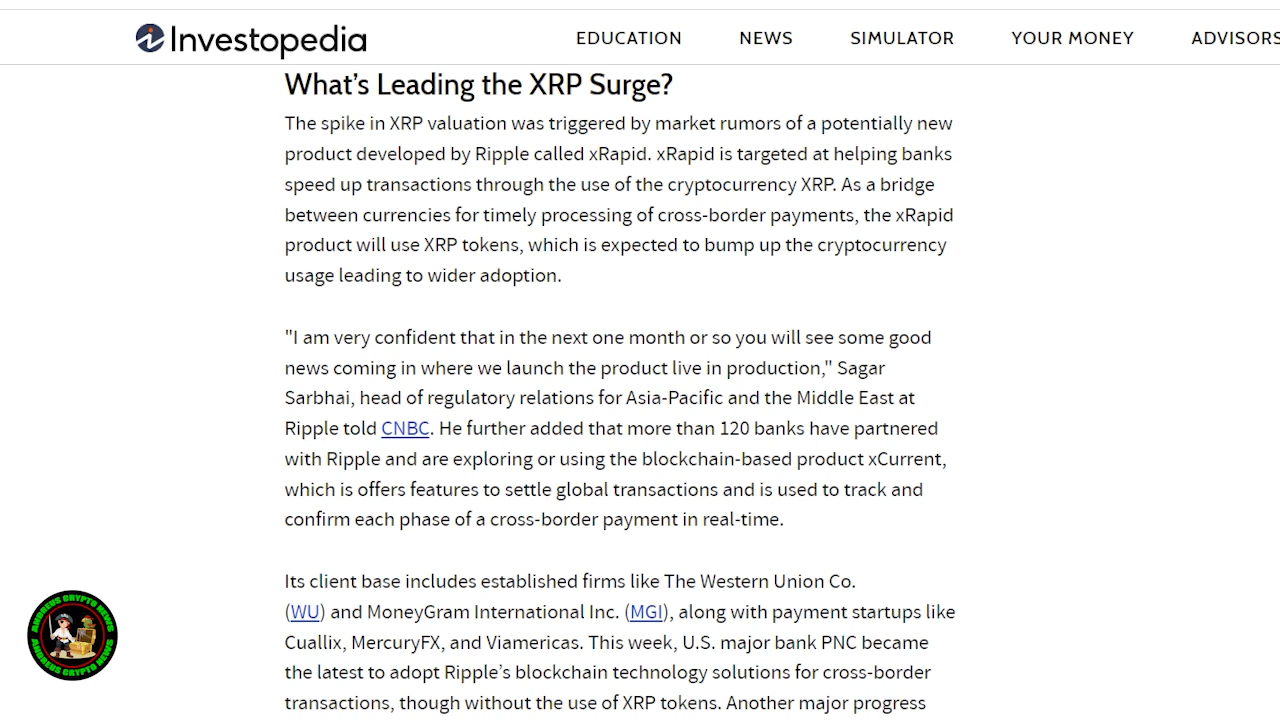 Investopedia
EDUCATION NEWS SIMULATOR YOUR MONEY ADVISORS
What's Leading the XRP Surge?
The spike in XRP valuation was triggered by market rumors of a potentially new
product developed by Ripple called xRapid. xRapid is targeted at helping banks
speed up transactions through the use of the cryptocurrency XRP. As a bridge
between currencies for timely processing of cross-border payments, the xRapid
product will use XRP tokens, which is expected to bump up the cryptocurrency
usage leading to wider adoption.
"I am very confident that in the next one month or so you will see some good
news coming in where we launch the product live in production," Sagar
Sarbhai, head of regulatory relations for Asia-Pacific and the Middle East at
Ripple told CNBC. He further added that more than 120 banks have partnered
with Ripple and are exploring or using the blockchain-based product xCurrent,
which is offers features to settle global transactions and is used to track and
confirm each phase of a cross-border payment in real-time.
Its client base includes established firms like The Western Union Co.
(WU) and MoneyGram International Inc. (MGI), along with payment startups like
Cuallix, MercuryFX, and Viamericas. This week, U.S. major bank PNC became
the latest to adopt Ripple's blockchain technology solutions for cross-border
transactions, though without the use of XRP tokens. Another major progress
ANDREUS CRYPTO NEWS
ANDREUS CRYPTO NEWS